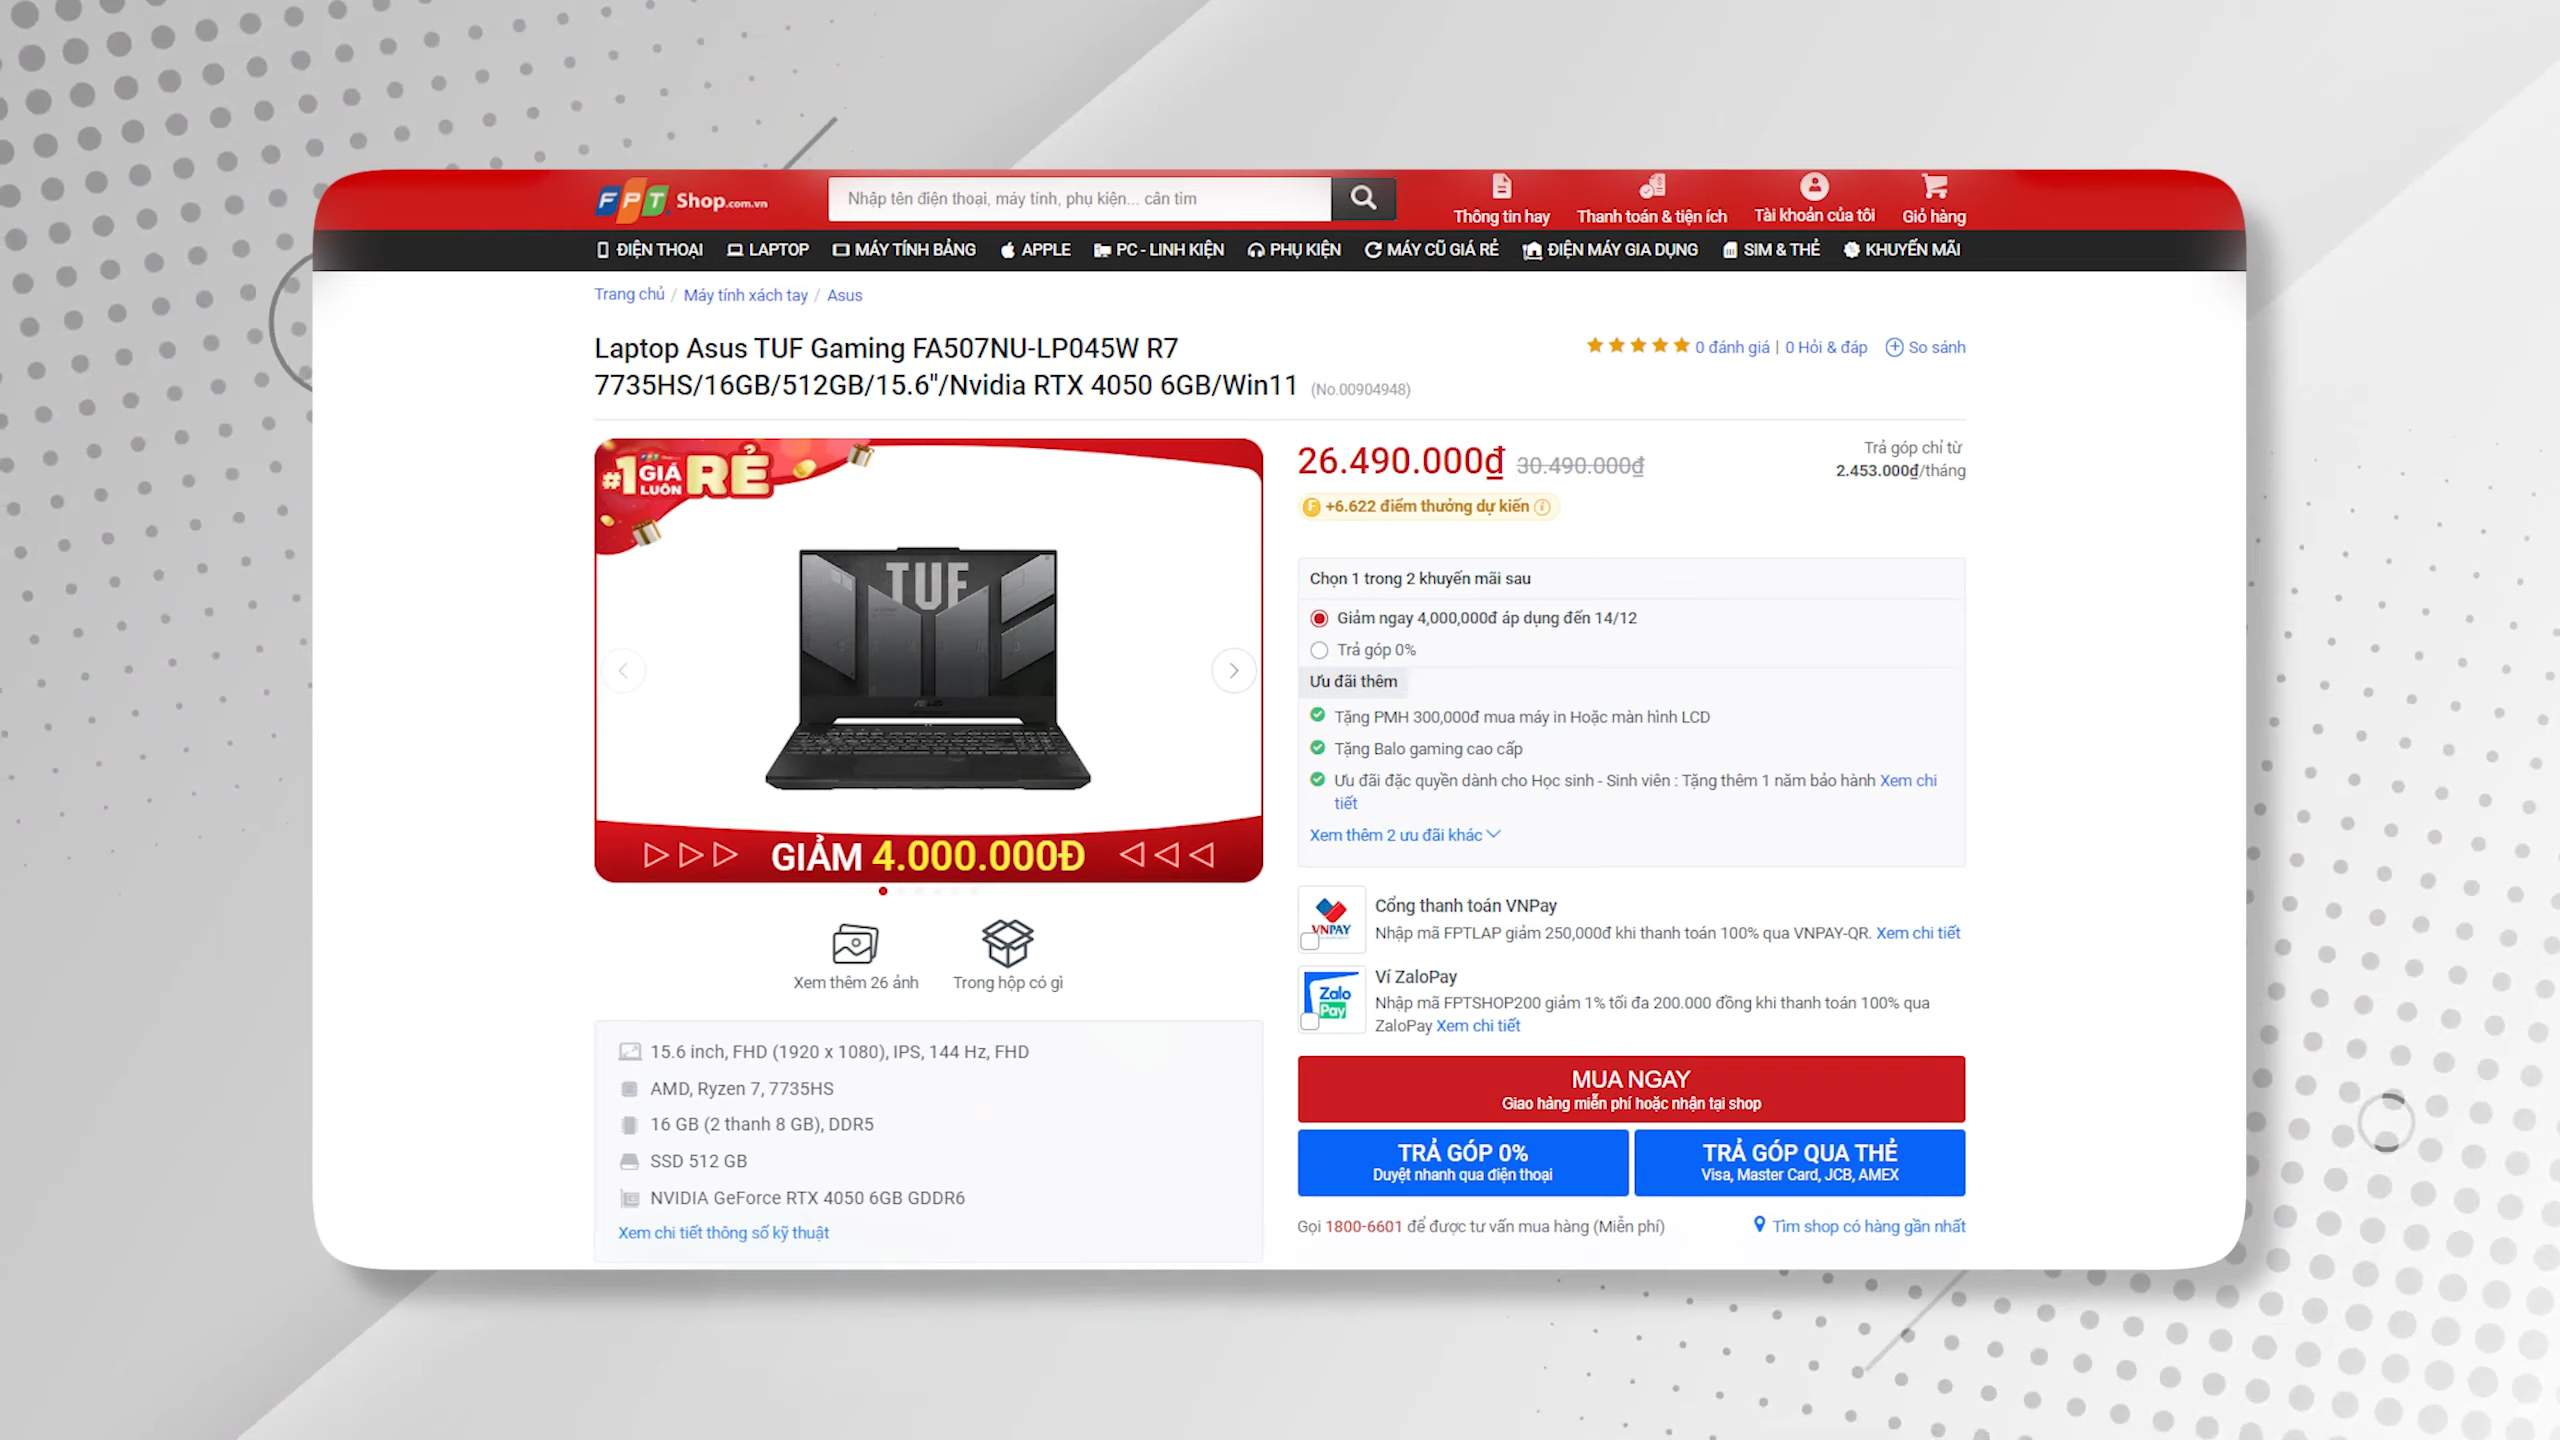 FPT Shop.com.vn
Nhập tên điện thoại, máy tính, phụ kiện... cần tìm
Thông tin hay
Thanh toán & tiện ích
Tài khoản của tôi
Giỏ hàng
ĐIỆN THOẠI
LAPTOP
MÁY TÍNH BẢNG
APPLE
PC - LINH KIỆN
PHỤ KIỆN
MÁY CŨ GIÁ RẺ
ĐIỆN MÁY GIA DỤNG
SIM & THẺ
KHUYẾN MÃI
Trang chủ / Máy tính xách tay / Asus
Laptop Asus TUF Gaming FA507NU-LP045W R7
7735HS/16GB/512GB/15.6"/Nvidia RTX 4050 6GB/Win11 (No.00904948)
0 đánh giá | 0 Hỏi & đáp
So sánh
#1 GIÁ LUÔN RẺ
TUF
ASUS
GIẢM 4.000.000Đ
Xem thêm 26 ảnh
Trong hộp có gì
15.6 inch, FHD (1920 x 1080), IPS, 144 Hz, FHD
AMD, Ryzen 7, 7735HS
16 GB (2 thanh 8 GB), DDR5
SSD 512 GB
NVIDIA GeForce RTX 4050 6GB GDDR6
Xem chi tiết thông số kỹ thuật
26.490.000₫ 30.490.000₫
Trả góp chỉ từ
2.453.000₫/tháng
+6.622 điểm thưởng dự kiến
Chọn 1 trong 2 khuyến mãi sau
Giảm ngay 4,000,000đ áp dụng đến 14/12
Trả góp 0%
Ưu đãi thêm
Tặng PMH 300,000đ mua máy in Hoặc màn hình LCD
Tặng Balo gaming cao cấp
Ưu đãi đặc quyền dành cho Học sinh - Sinh viên : Tặng thêm 1 năm bảo hành Xem chi
tiết
Xem thêm 2 ưu đãi khác
VNPAY
Cổng thanh toán VNPay
Nhập mã FPTLAP giảm 250,000đ khi thanh toán 100% qua VNPAY-QR. Xem chi tiết
Zalo Pay
Ví ZaloPay
Nhập mã FPTSHOP200 giảm 1% tối đa 200.000 đồng khi thanh toán 100% qua
ZaloPay Xem chi tiết
MUA NGAY
Giao hàng miễn phí hoặc nhận tại shop
TRẢ GÓP 0%
Duyệt nhanh qua điện thoại
TRẢ GÓP QUA THẺ
Visa, Master Card, JCB, AMEX
Gọi 1800-6601 để được tư vấn mua hàng (Miễn phí)
Tìm shop có hàng gần nhất